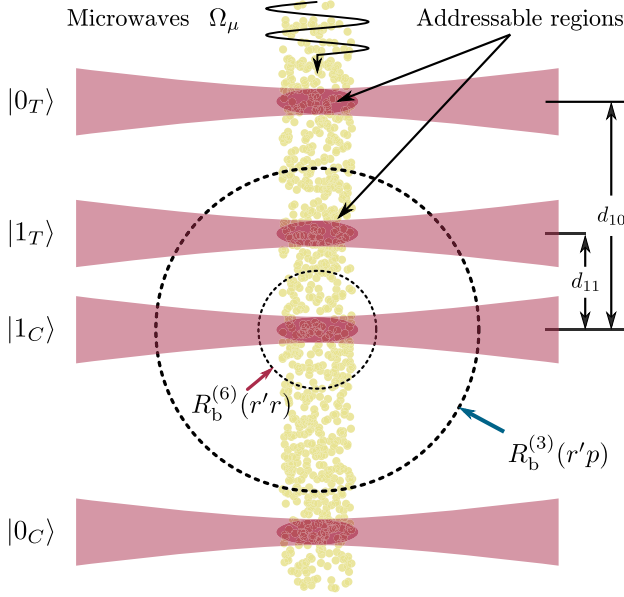 Microwaves Ω_μ Addressable regions
|0_T⟩
d_10
|1_T⟩
d_11
|1_C⟩
R_b^(6)(r′r)
R_b^(3)(r′p)
|0_C⟩